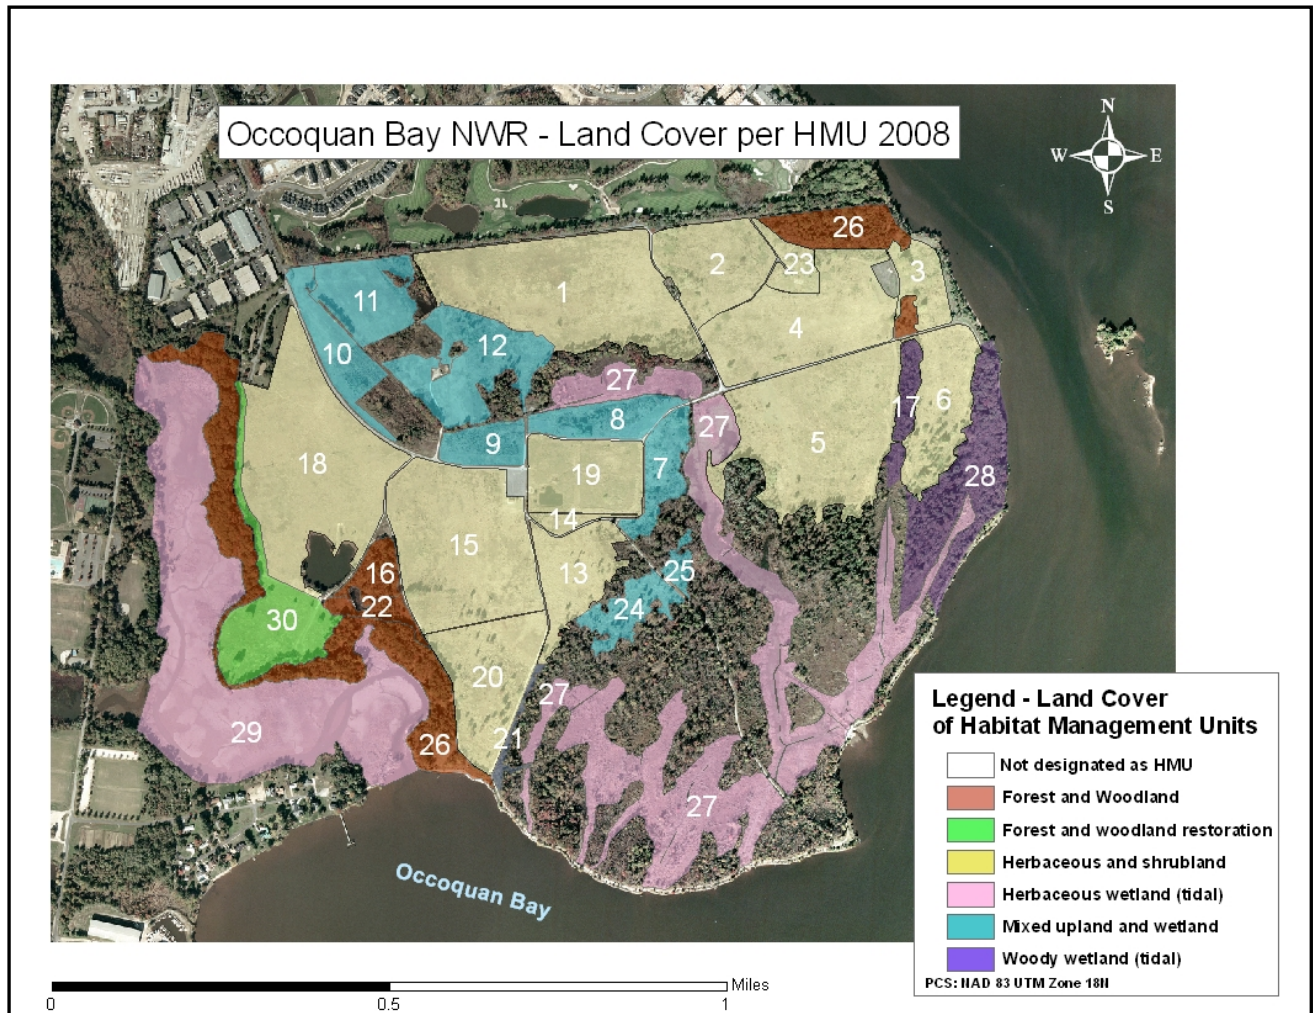 Occoquan Bay NWR - Land Cover per HMU 2008
N
W E
S
26
2
23
3
1
4
11
12
10
27
8
27
17
6
9
5
18
19
7
28
14
15
16
13
25
22
24
30
20
27
29
26
21
27
Occoquan Bay
Legend - Land Cover
of Habitat Management Units
Not designated as HMU
Forest and Woodland
Forest and woodland restoration
Herbaceous and shrubland
Herbaceous wetland (tidal)
Mixed upland and wetland
Woody wetland (tidal)
PCS: NAD 83 UTM Zone 18N
Miles
0 0.5 1